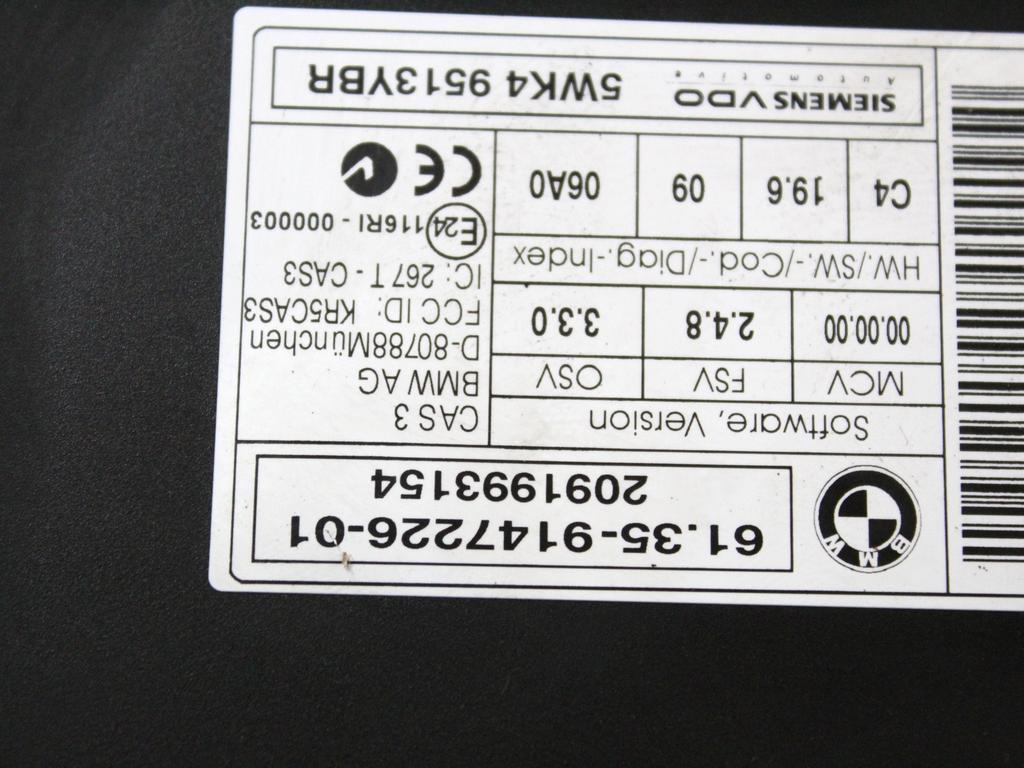 BMW
61.35-9147226-01
2091993154
Software, Version
MCV FSV OSV
00.00.00 2.4.8 3.3.0
HW./SW.-/Cod.-/Diag.-Index
C4 19.6 09 06A0
CAS 3
BMW AG
D-80788München
FCC ID: KR5CAS3
IC: 267T - CAS3
E24 116RI - 000003
CE
SIEMENS VDO
Automotive
5WK4 9513YBR